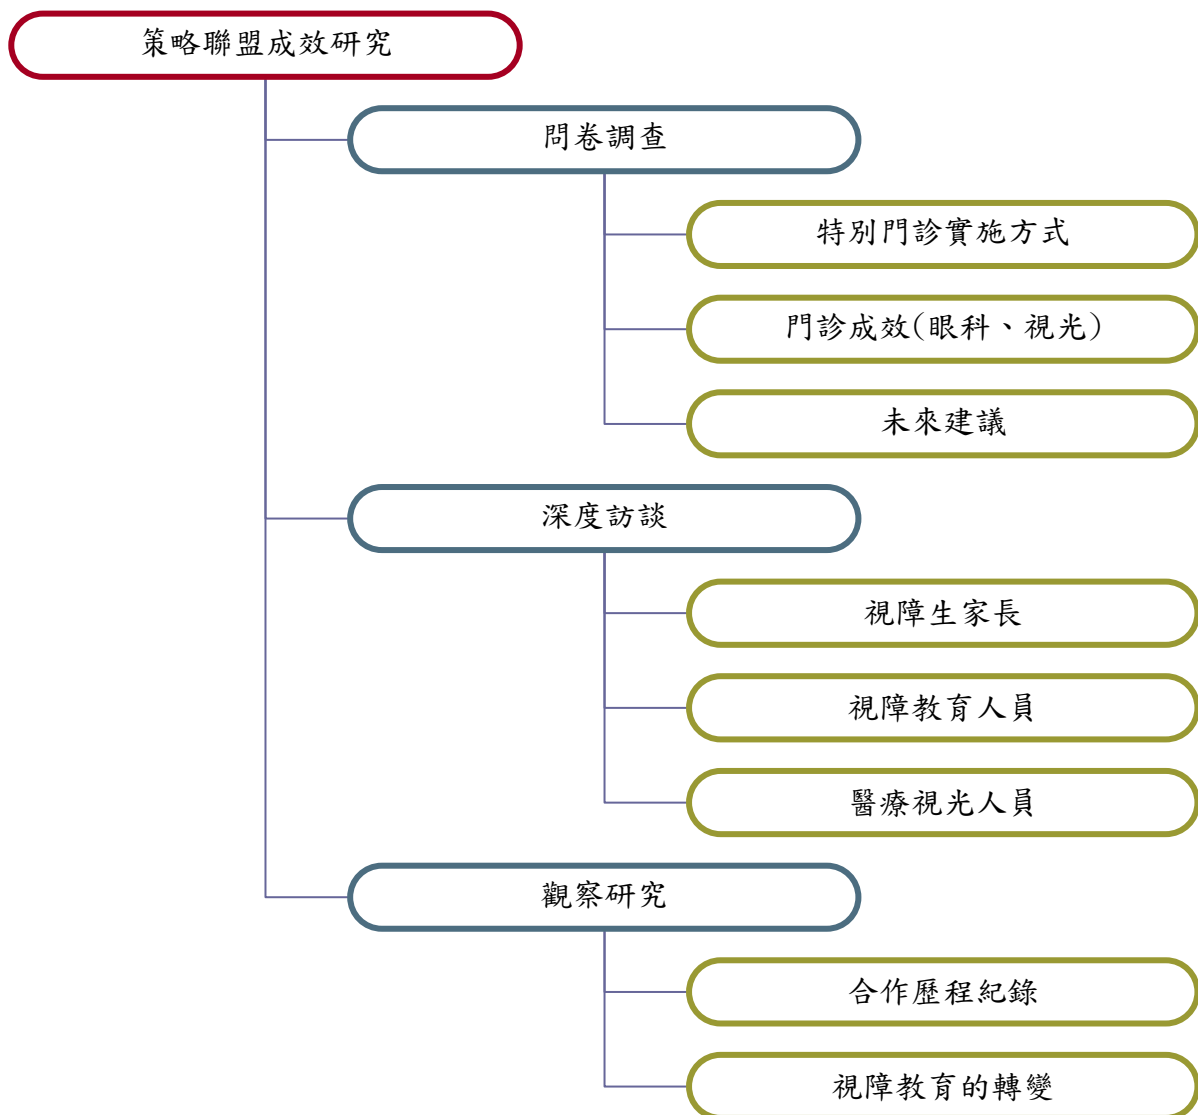 策略聯盟成效研究
問卷調查
特別門診實施方式
門診成效(眼科、視光)
未來建議
深度訪談
視障生家長
視障教育人員
醫療視光人員
觀察研究
合作歷程紀錄
視障教育的轉變